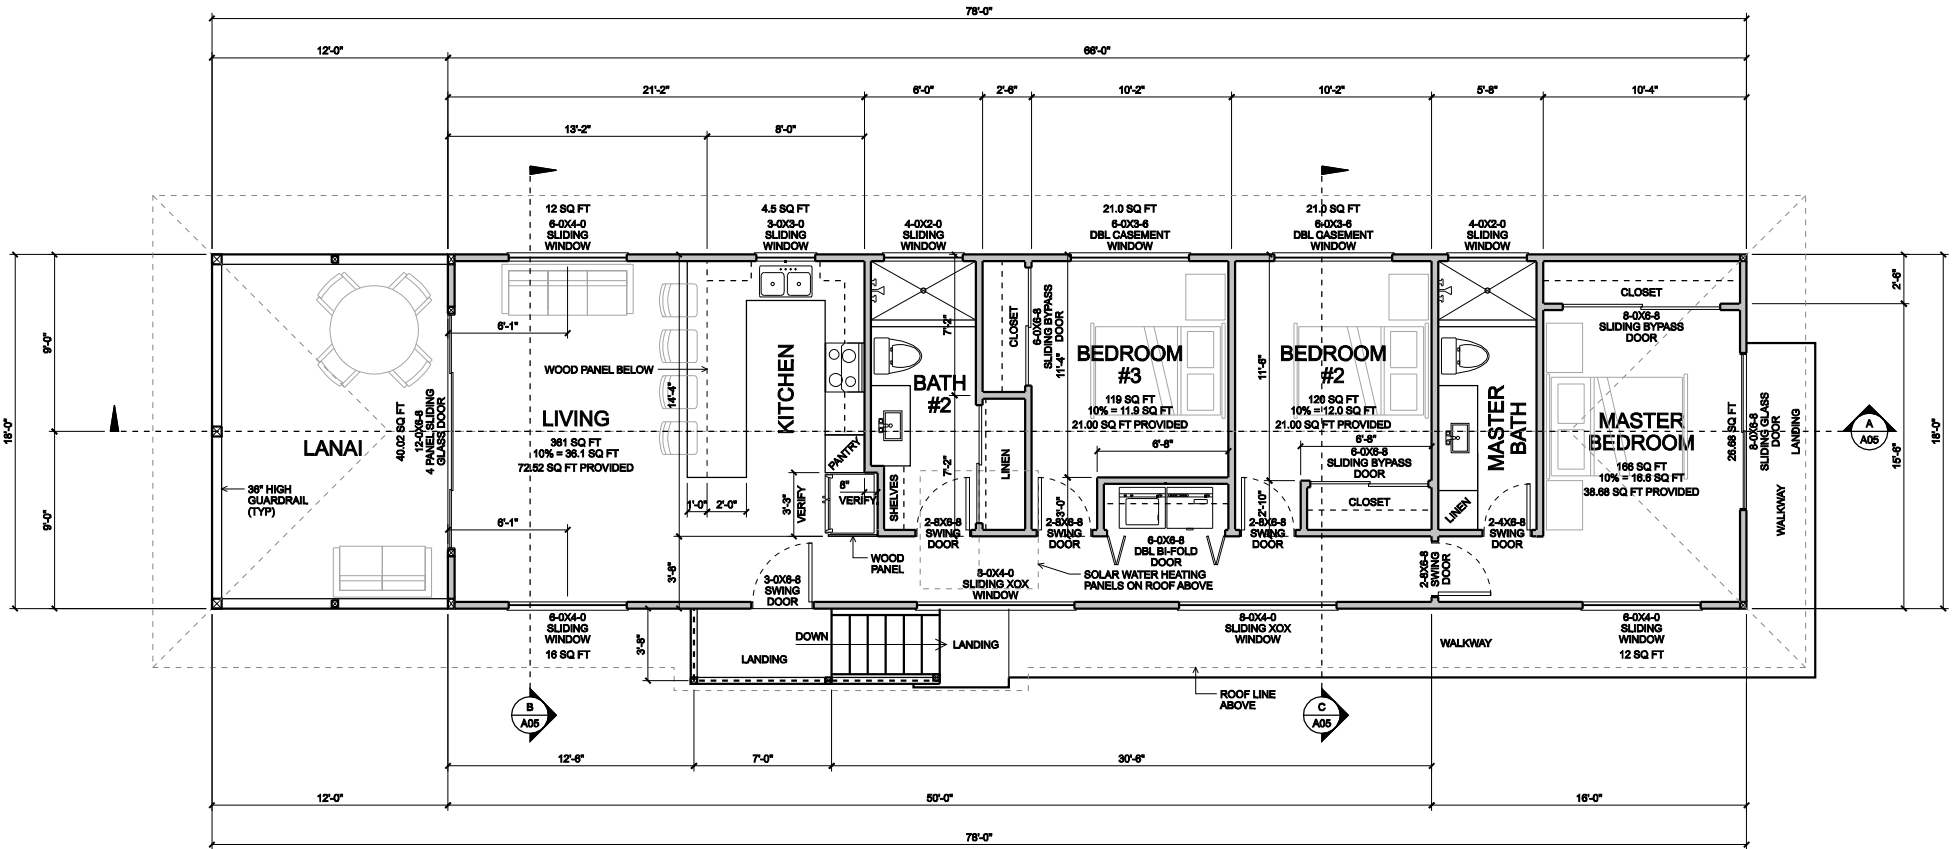 78'-0"
12'-0"
66'-0"
21'-2"
6'-0"
2'-6"
10'-2"
10'-2"
5'-8"
10'-4"
13'-2"
8'-0"
12 SQ FT
6-0X4-0
SLIDING
WINDOW
4.5 SQ FT
3-0X3-0
SLIDING
WINDOW
4-0X2-0
SLIDING
WINDOW
21.0 SQ FT
6-0X3-6
DBL CASEMENT
WINDOW
21.0 SQ FT
6-0X3-6
DBL CASEMENT
WINDOW
4-0X2-0
SLIDING
WINDOW
18'-0"
9'-0"
9'-0"
LANAI
36" HIGH
GUARDRAIL
(TYP)
40.02 SQ FT
12-0X6-8
4 PANEL SLIDING
GLASS DOOR
6'-1"
LIVING
361 SQ FT
10% = 36.1 SQ FT
72.52 SQ FT PROVIDED
6'-1"
WOOD PANEL BELOW
14'-4"
3'-8"
KITCHEN
PANTRY
1'-0"
2'-0"
3'-3"
VERIFY
8"
VERIFY
WOOD
PANEL
3-0X6-8
SWING
DOOR
7'-2"
BATH
#2
7'-2"
SHELVES
LINEN
2-8X6-8
SWING
DOOR
CLOSET
6-0X6-8
SLIDING BYPASS
DOOR
11'-4"
BEDROOM
#3
119 SQ FT
10% = 11.9 SQ FT
21.00 SQ FT PROVIDED
6'-8"
3'-0"
2-8X6-8
SWING
DOOR
6-0X6-8
DBL BI-FOLD
DOOR
8-0X4-0
SLIDING XOX
WINDOW
SOLAR WATER HEATING
PANELS ON ROOF ABOVE
11'-6"
BEDROOM
#2
120 SQ FT
10% = 12.0 SQ FT
21.00 SQ FT PROVIDED
6'-8"
6-0X6-8
SLIDING BYPASS
DOOR
CLOSET
2'-10"
2-8X6-8
SWING
DOOR
MASTER
BATH
LINEN
2-4X6-8
SWING
DOOR
2-8X6-8
SWING
DOOR
CLOSET
8-0X6-8
SLIDING BYPASS
DOOR
MASTER
BEDROOM
166 SQ FT
10% = 16.6 SQ FT
38.68 SQ FT PROVIDED
26.68 SQ FT
8-0X6-8
SLIDING GLASS
DOOR
LANDING
WALKWAY
A
A05
2'-6"
15'-6"
18'-0"
6-0X4-0
SLIDING
WINDOW
16 SQ FT
3'-8"
LANDING
DOWN
LANDING
8-0X4-0
SLIDING XOX
WINDOW
WALKWAY
6-0X4-0
SLIDING
WINDOW
12 SQ FT
ROOF LINE
ABOVE
B
A05
C
A05
12'-6"
7'-0"
30'-6"
12'-0"
50'-0"
16'-0"
78'-0"